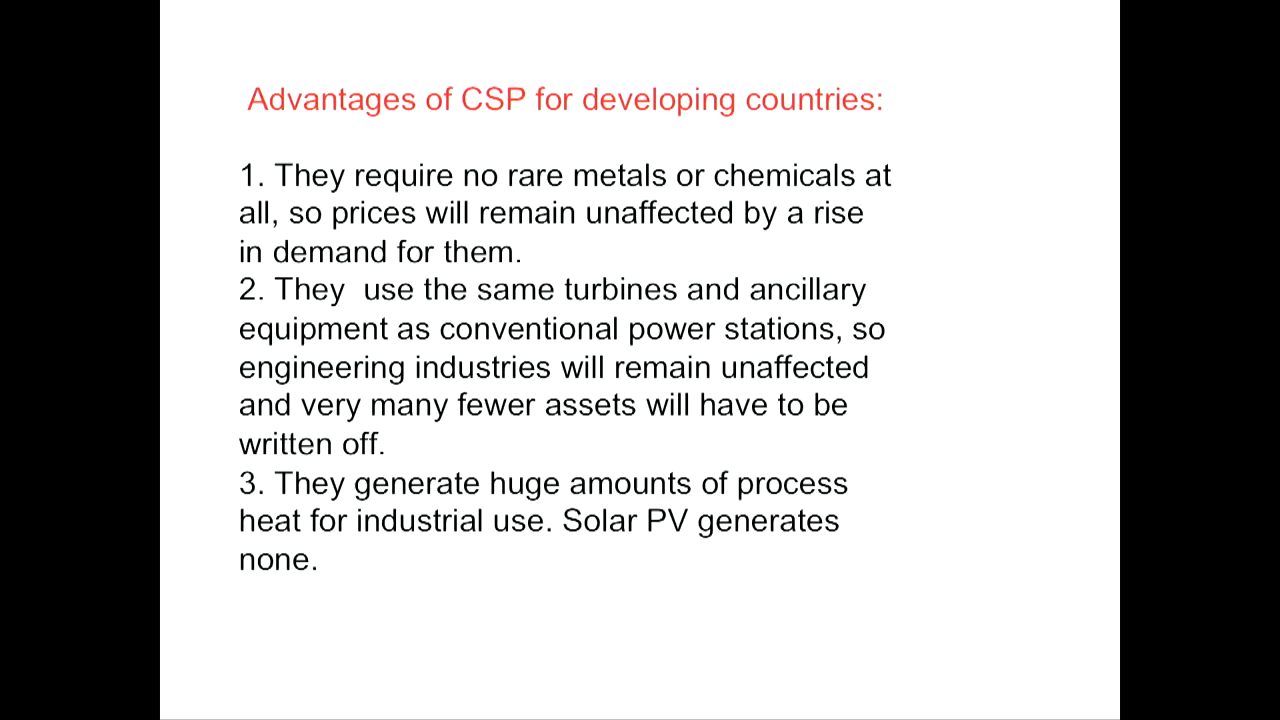 Advantages of CSP for developing countries:
1. They require no rare metals or chemicals at
all, so prices will remain unaffected by a rise
in demand for them.
2. They  use the same turbines and ancillary
equipment as conventional power stations, so
engineering industries will remain unaffected
and very many fewer assets will have to be
written off.
3. They generate huge amounts of process
heat for industrial use. Solar PV generates
none.